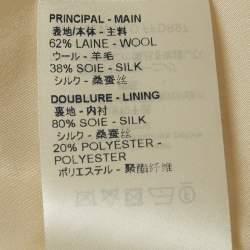 PRINCIPAL - MAIN
表地/本体 - 主料
62% LAINE - WOOL
ウール - 羊毛
38% SOIE - SILK
シルク - 桑蚕丝
DOUBLURE - LINING
裏地 - 内衬
80% SOIE - SILK
シルク - 桑蚕丝
20% POLYESTER -
POLYESTER
ポリエステル - 聚酯纤维